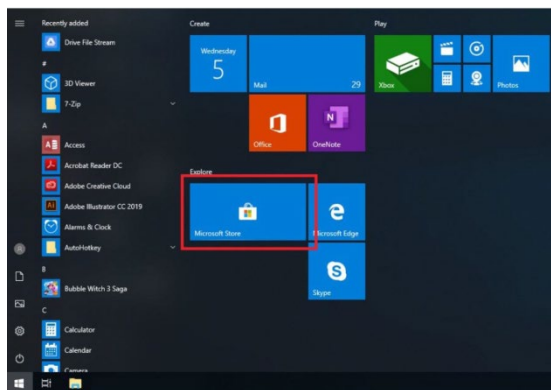 Recently added
Drive File Stream
#
3D Viewer
7-Zip
A
Access
Acrobat Reader DC
Adobe Creative Cloud
Adobe Illustrator CC 2019
Alarms & Clock
AutoHotkey
B
Bubble Witch 3 Saga
C
Calculator
Calendar
Camera
Create
Wednesday
5
Mail
29
Office
OneNote
Explore
Microsoft Store
Microsoft Edge
Skype
Play
Xbox
Photos